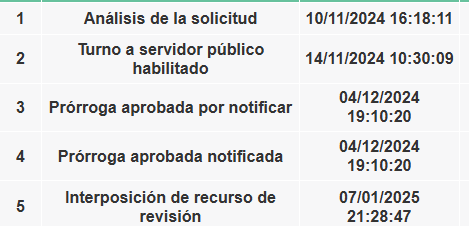 1 Análisis de la solicitud 10/11/2024 16:18:11
2 Turno a servidor público habilitado 14/11/2024 10:30:09
3 Prórroga aprobada por notificar 04/12/2024 19:10:20
4 Prórroga aprobada notificada 04/12/2024 19:10:20
5 Interposición de recurso de revisión 07/01/2025 21:28:47